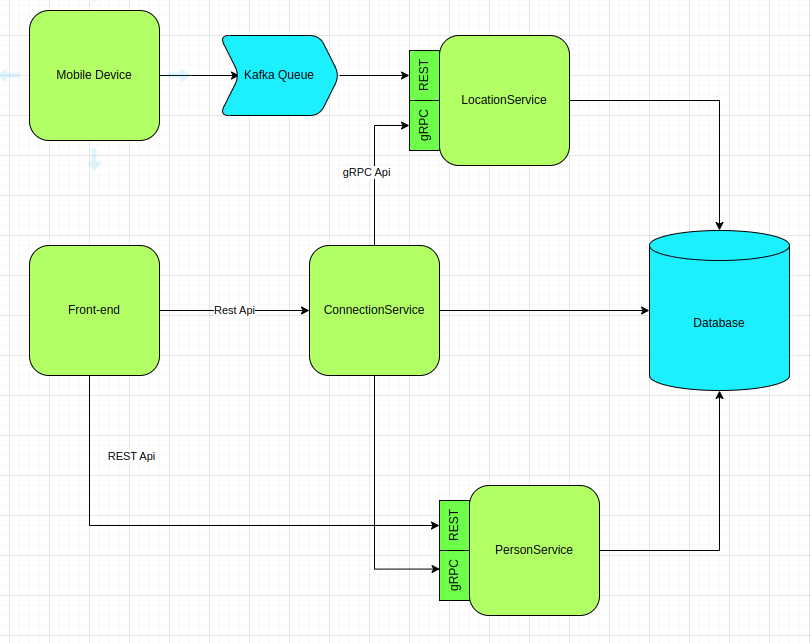 Mobile Device
Kafka Queue
REST
gRPC
LocationService
gRPC Api
Front-end
Rest Api
ConnectionService
Database
REST Api
REST
gRPC
PersonService